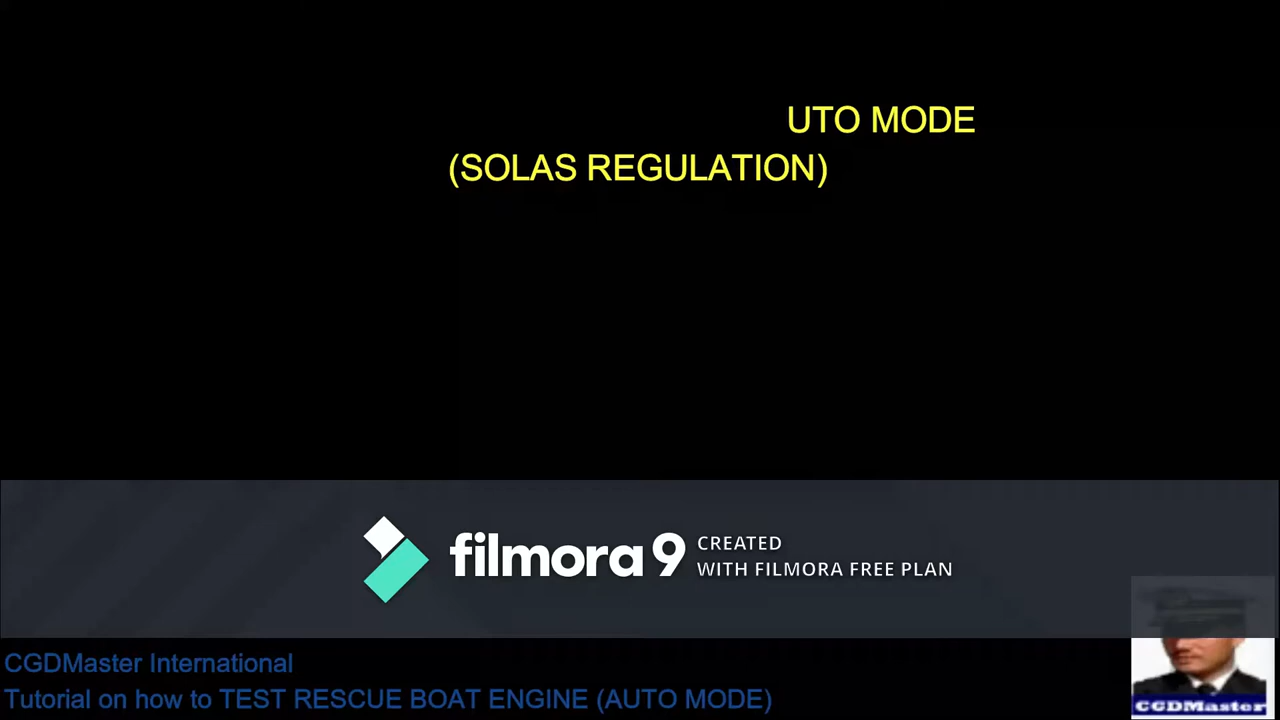 UTO MODE
(SOLAS REGULATION)
filmora 9
CREATED
WITH FILMORA FREE PLAN
CGDMaster International
Tutorial on how to TEST RESCUE BOAT ENGINE (AUTO MODE)
CGDMaster